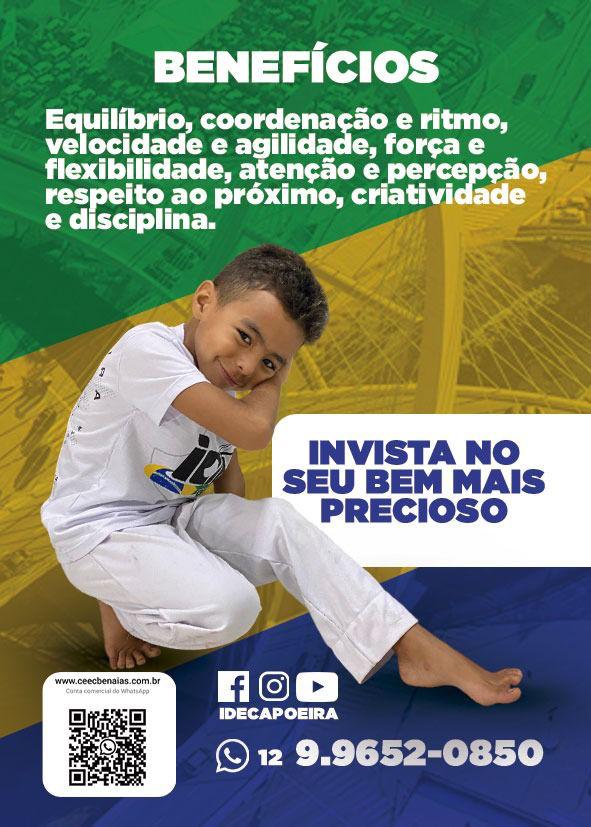 BENEFÍCIOS
Equilíbrio, coordenação e ritmo,
velocidade e agilidade, força e
flexibilidade, atenção e percepção,
respeito ao próximo, criatividade
e disciplina.
INVISTA NO
SEU BEM MAIS
PRECIOSO
www.ceecbenaias.com.br
Conta comercial do WhatsApp
IDECAPOEIRA
12 9.9652-0850